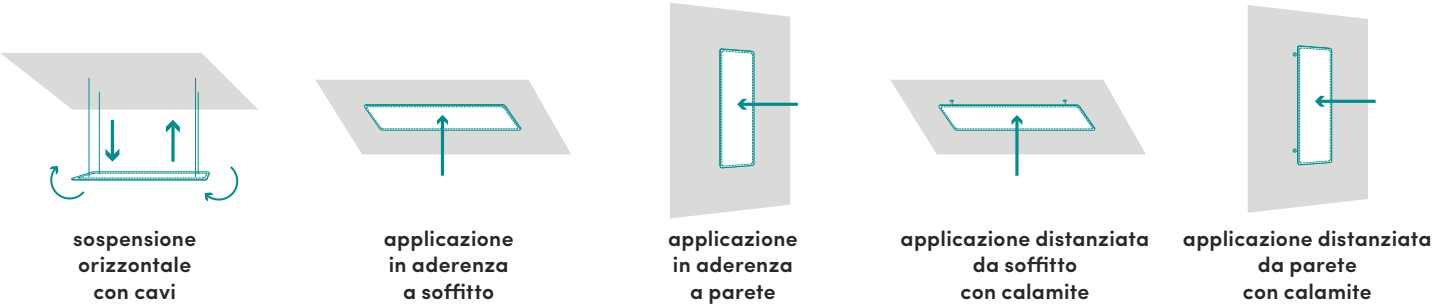 sospensione
orizzontale
con cavi
applicazione
in aderenza
a soffitto
applicazione
in aderenza
a parete
applicazione distanziata
da soffitto
con calamite
applicazione distanziata
da parete
con calamite